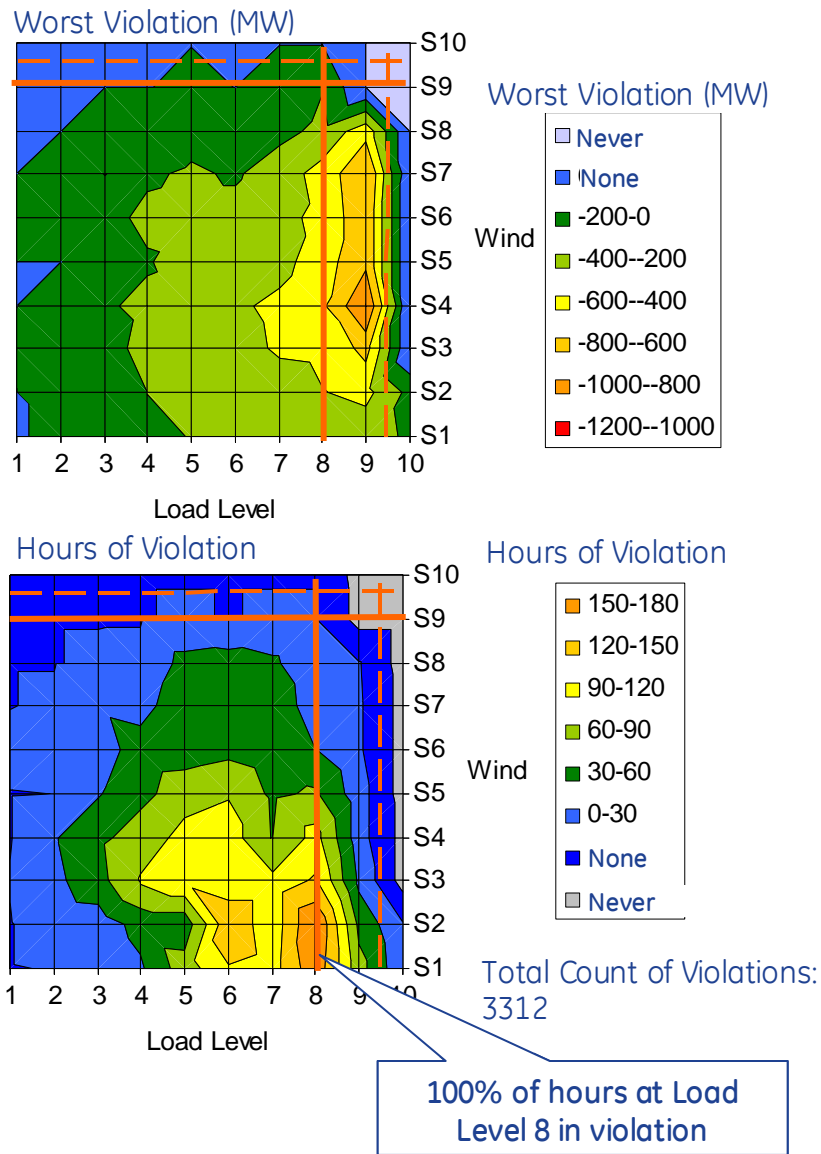 Worst Violation (MW)
S10
S9
S8
S7
S6
S5
S4
S3
S2
S1
Wind
1 2 3 4 5 6 7 8 9 10
Load Level
Worst Violation (MW)
Never
None
-200-0
-400--200
-600--400
-800--600
-1000--800
-1200--1000
Hours of Violation
S10
S9
S8
S7
S6
S5
S4
S3
S2
S1
Wind
1 2 3 4 5 6 7 8 9 10
Load Level
Hours of Violation
150-180
120-150
90-120
60-90
30-60
0-30
None
Never
Total Count of Violations:
3312
100% of hours at Load
Level 8 in violation